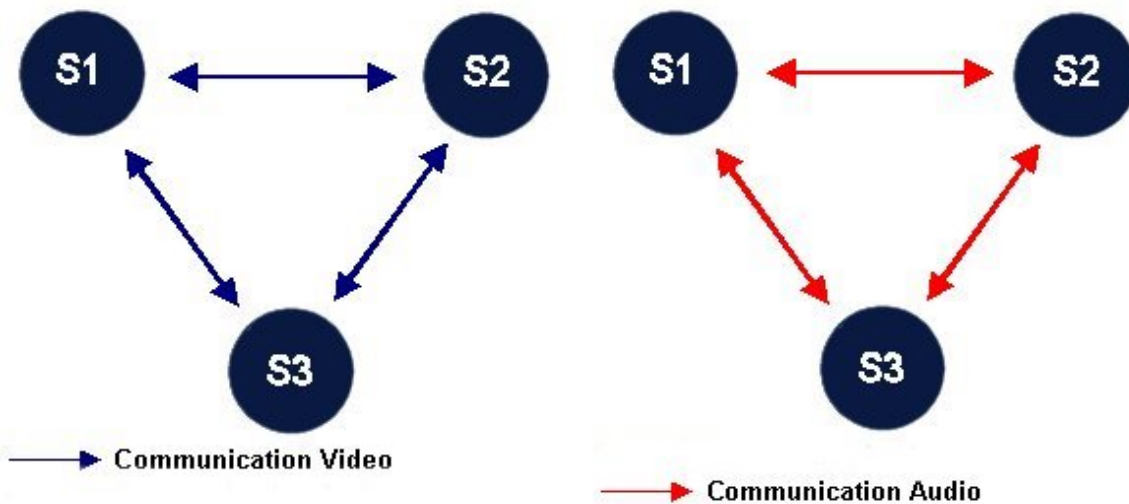 S1
S2
S3
Communication Video
S1
S2
S3
Communication Audio